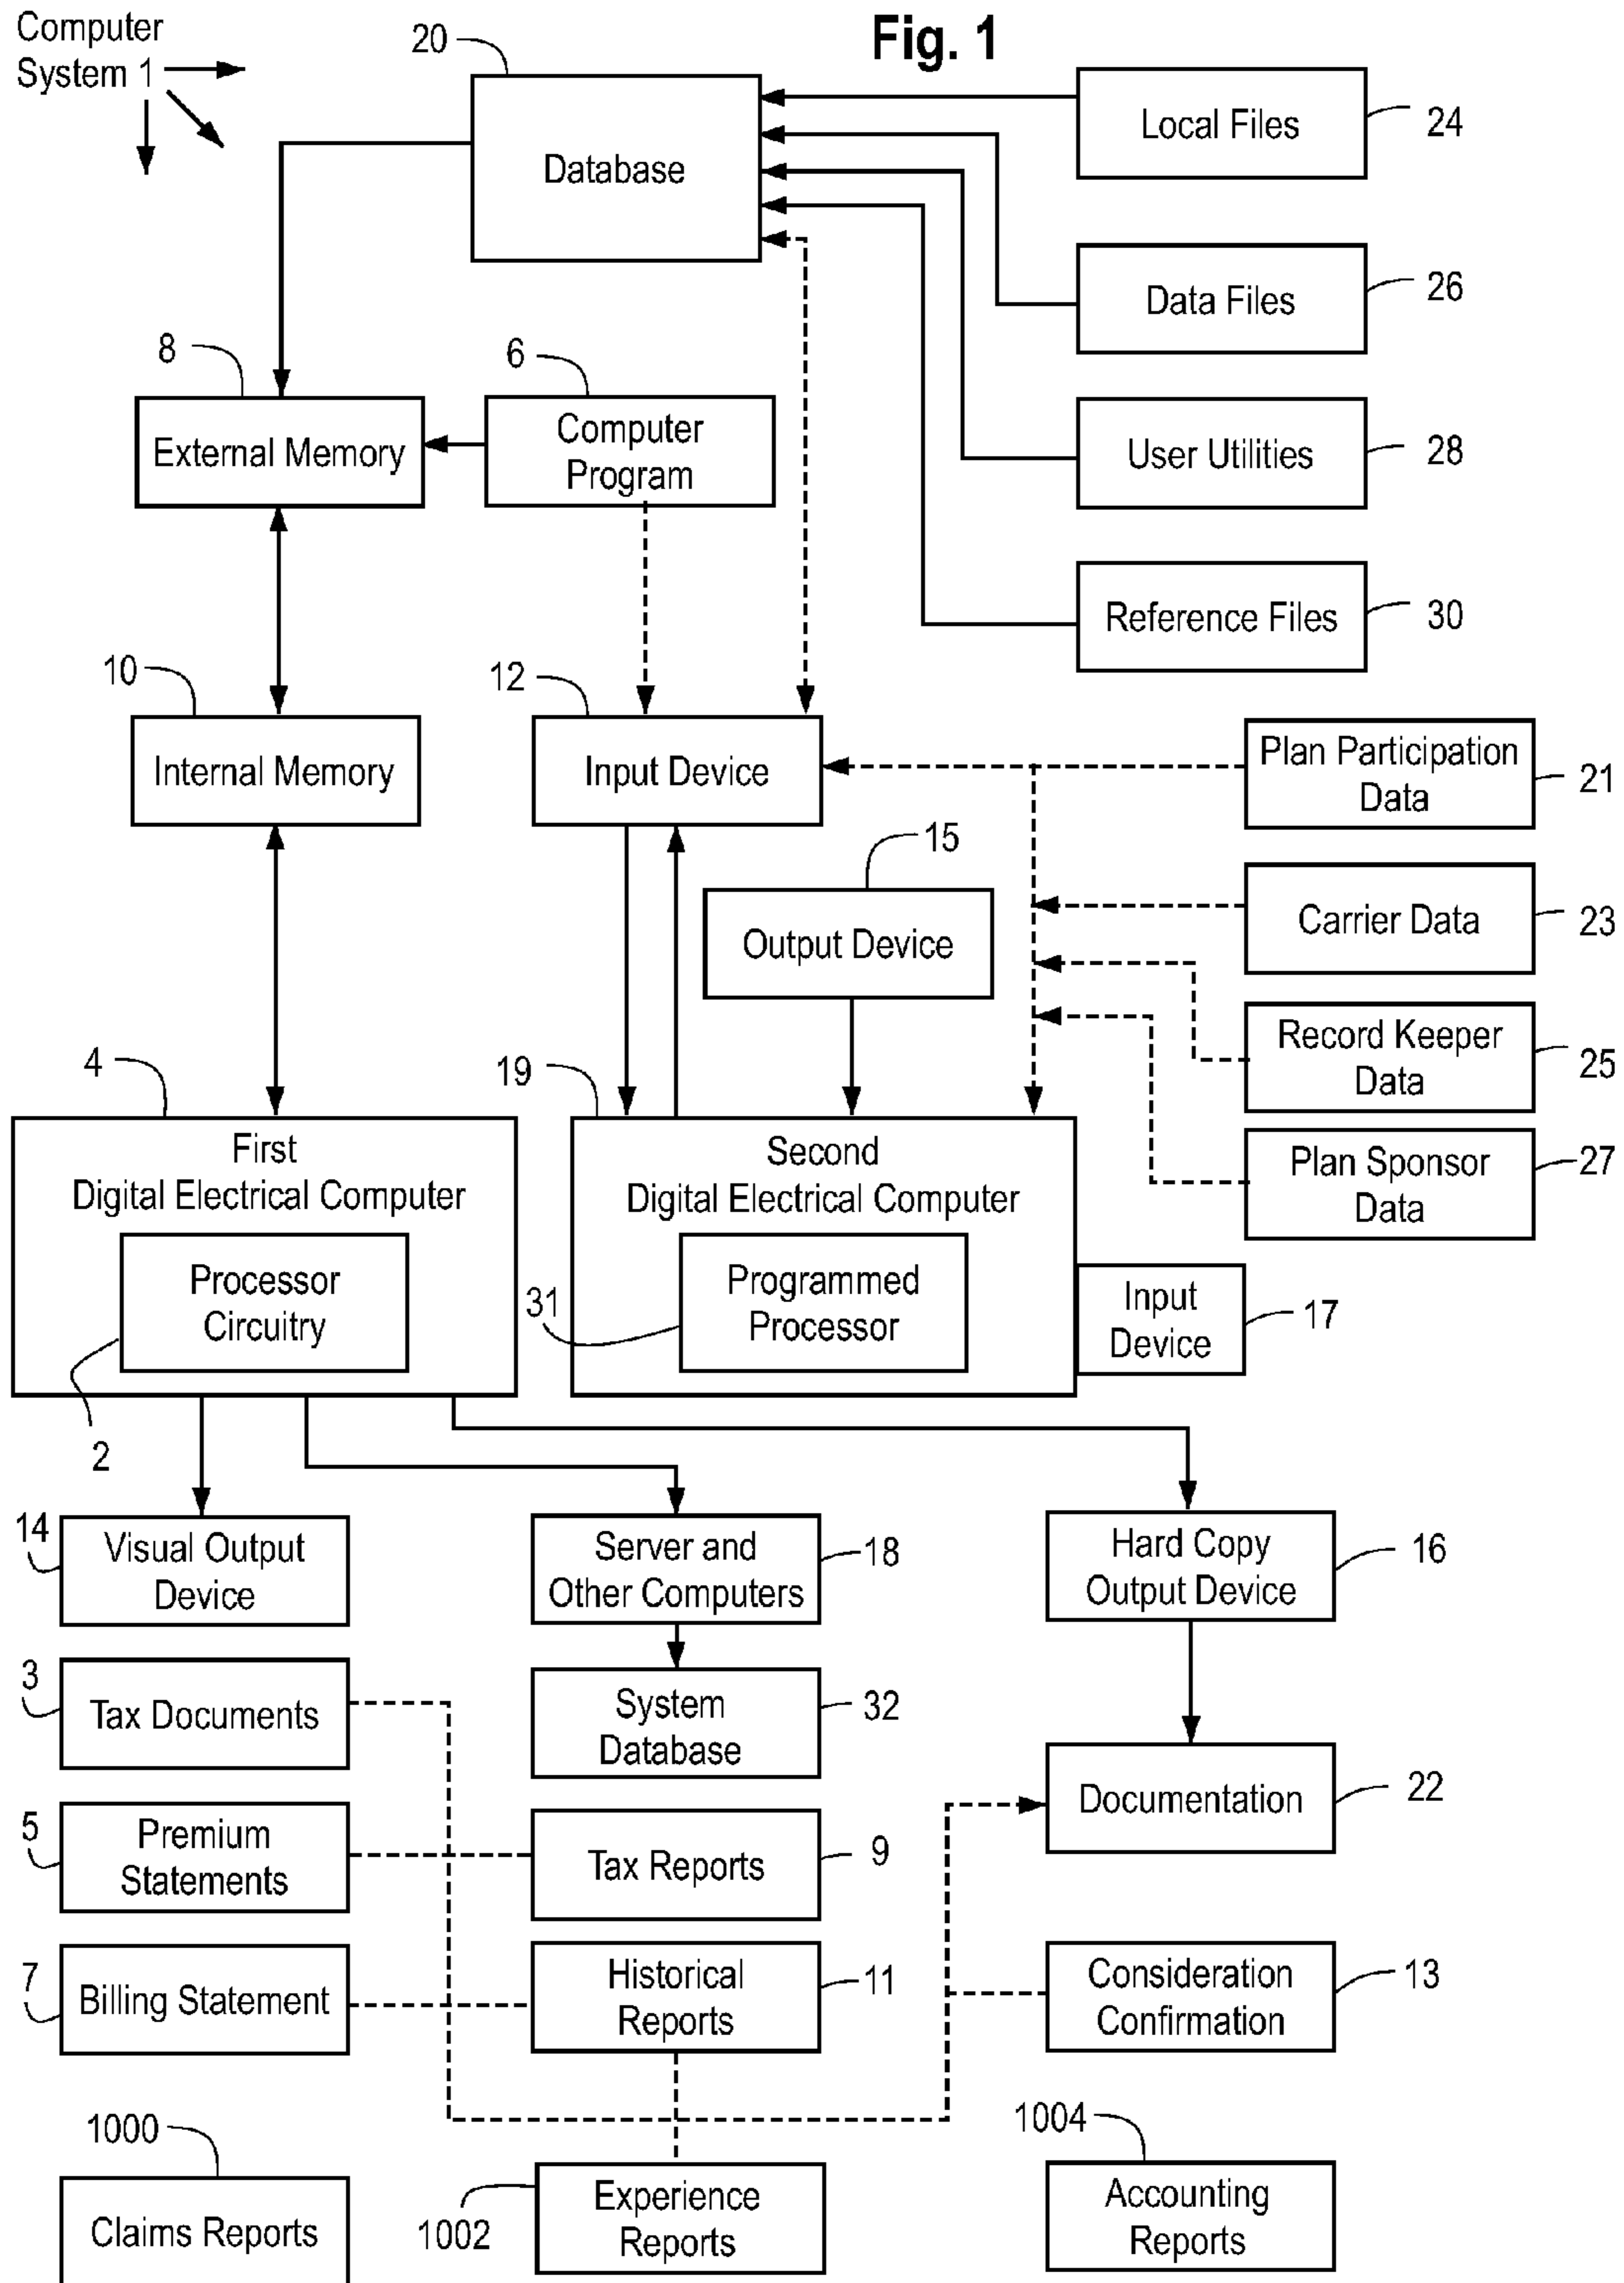 Fig. 1
Computer
System 1
20
Database
Local Files
24
Data Files
26
8
6
External Memory
Computer
Program
User Utilities
28
Reference Files
30
10
12
Internal Memory
Input Device
Plan Participation
Data
21
15
Output Device
Carrier Data
23
Record Keeper
Data
25
4
19
First
Digital Electrical Computer
Second
Digital Electrical Computer
Plan Sponsor
Data
27
Processor
Circuitry
2
31
Programmed
Processor
Input
Device
17
14
Visual Output
Device
Server and
Other Computers
18
Hard Copy
Output Device
16
3
Tax Documents
System
Database
32
Documentation
22
5
Premium
Statements
Tax Reports
9
7
Billing Statement
Historical
Reports
11
Consideration
Confirmation
13
1000
Claims Reports
1002
Experience
Reports
1004
Accounting
Reports